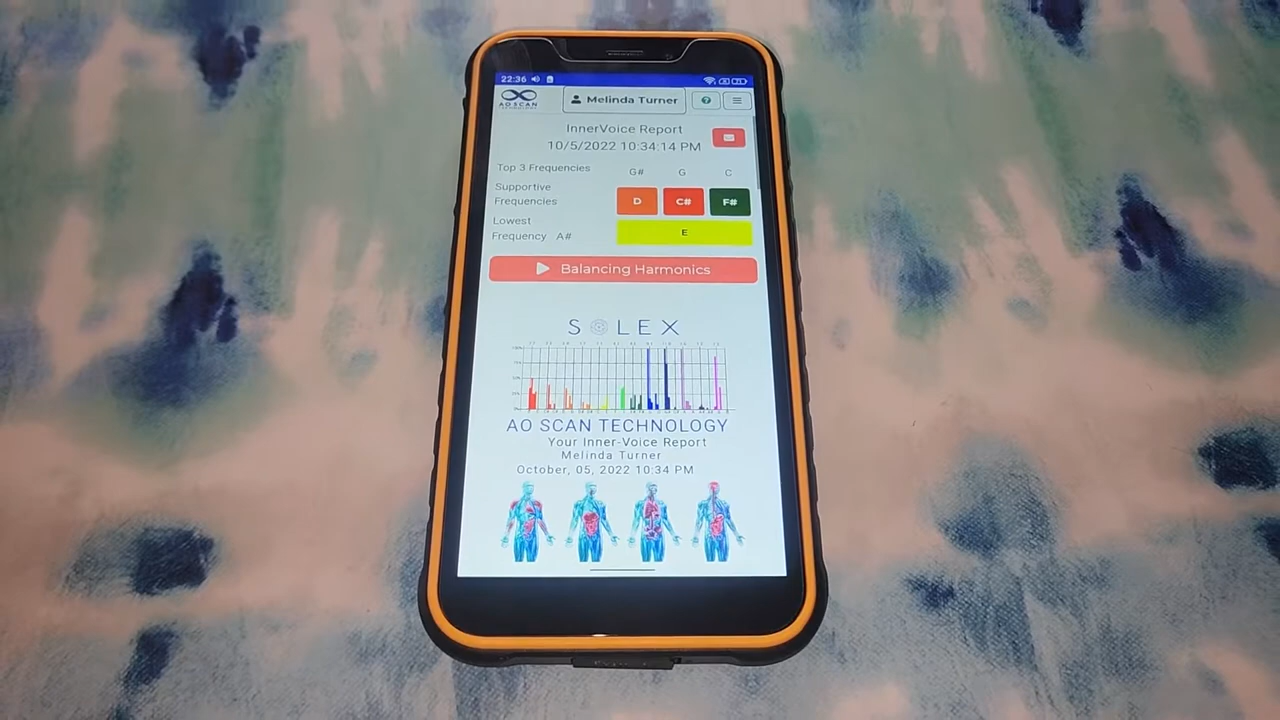 22:36
AO SCAN
Melinda Turner
InnerVoice Report
10/5/2022 10:34:14 PM
Top 3 Frequencies G# G C
Supportive
Frequencies D C# F#
Lowest
Frequency A# E
Balancing Harmonics
SOLEX
AO SCAN TECHNOLOGY
Your Inner-Voice Report
Melinda Turner
October, 05, 2022 10:34 PM